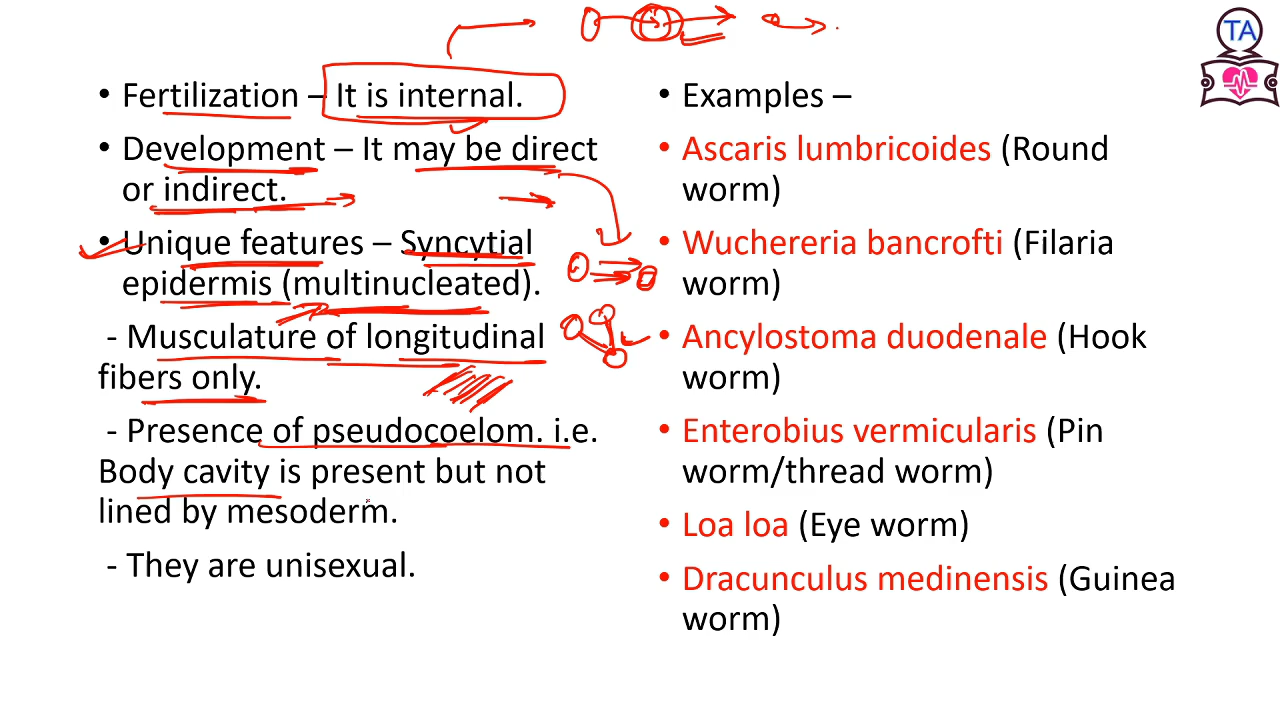 • Fertilization – It is internal.
• Development – It may be direct
or indirect.
• Unique features – Syncytial
epidermis (multinucleated).
- Musculature of longitudinal
fibers only.
- Presence of pseudocoelom. i.e.
Body cavity is present but not
lined by mesoderm.
- They are unisexual.
• Examples –
• Ascaris lumbricoides (Round
worm)
• Wuchereria bancrofti (Filaria
worm)
• Ancylostoma duodenale (Hook
worm)
• Enterobius vermicularis (Pin
worm/thread worm)
• Loa loa (Eye worm)
• Dracunculus medinensis (Guinea
worm)
TA